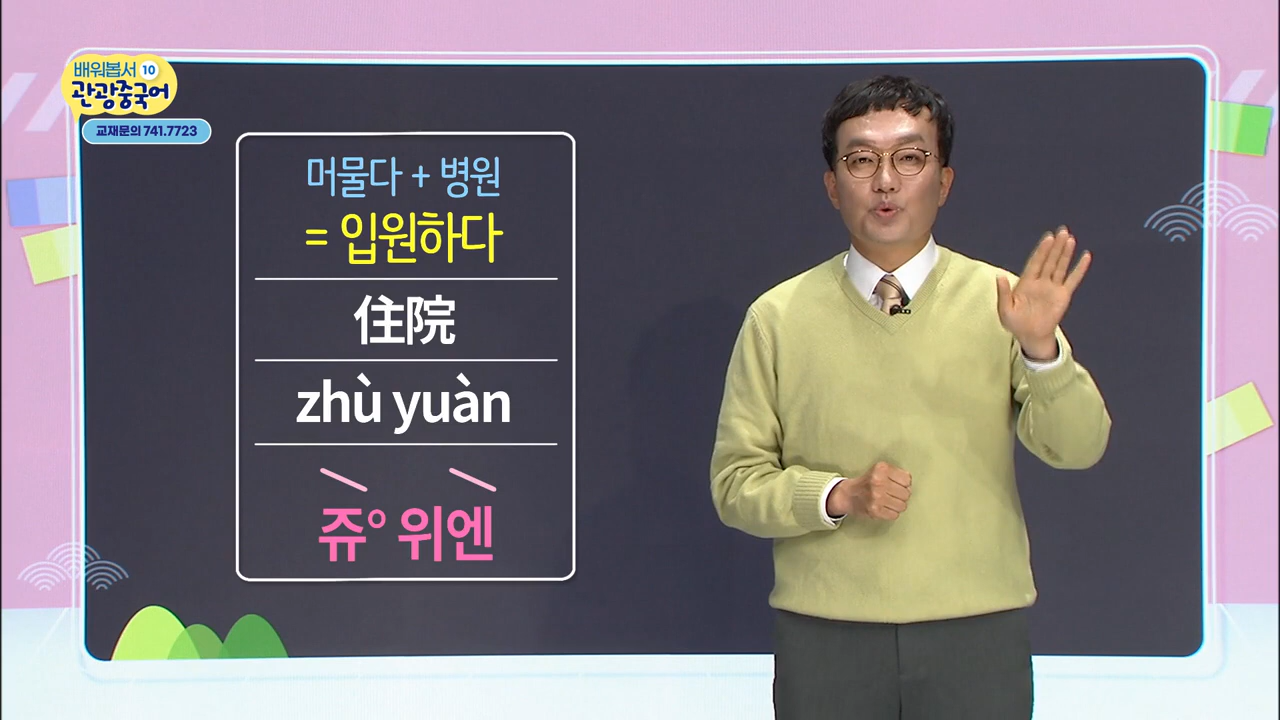 배워봅서 10
관광중국어
교재문의 741.7723
머물다 + 병원
= 입원하다
住院
zhù yuàn
쥬° 위엔